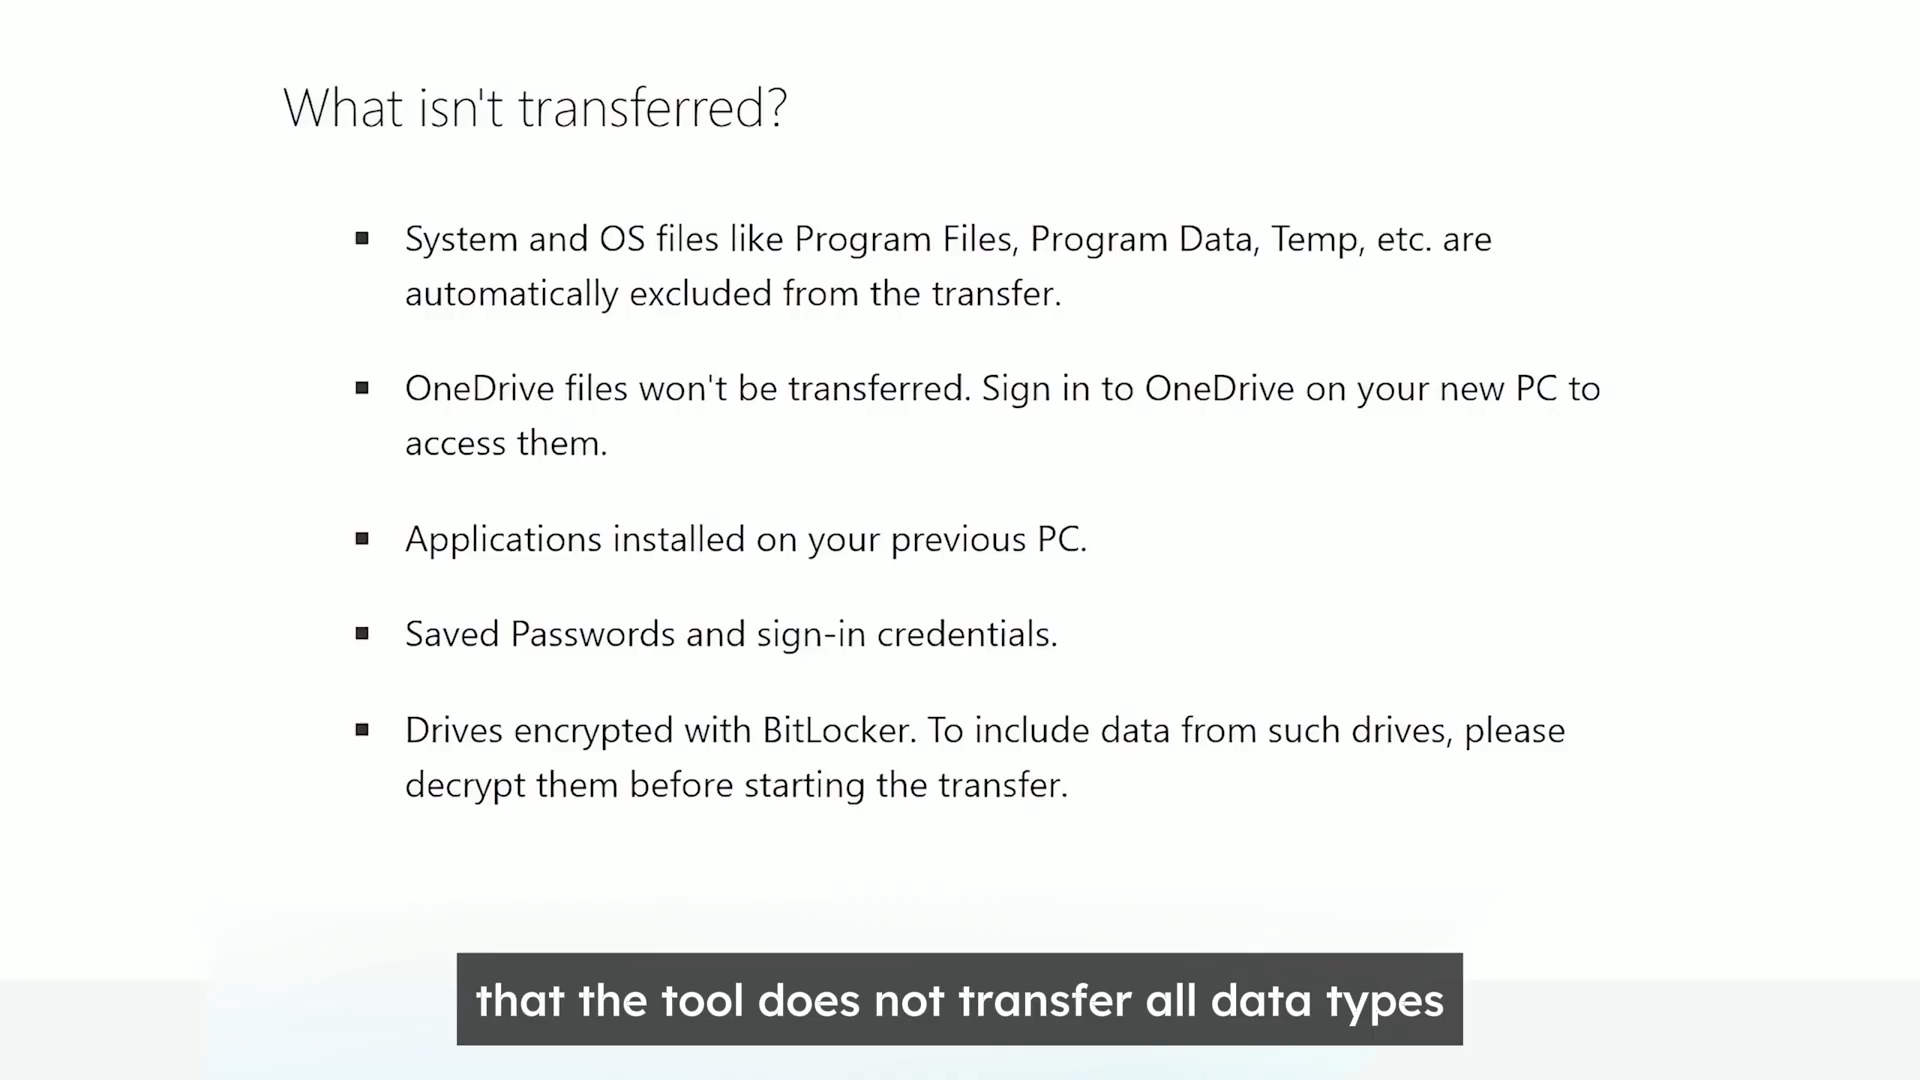 What isn't transferred?
▪ System and OS files like Program Files, Program Data, Temp, etc. are
automatically excluded from the transfer.
▪ OneDrive files won't be transferred. Sign in to OneDrive on your new PC to
access them.
▪ Applications installed on your previous PC.
▪ Saved Passwords and sign-in credentials.
▪ Drives encrypted with BitLocker. To include data from such drives, please
decrypt them before starting the transfer.
that the tool does not transfer all data types